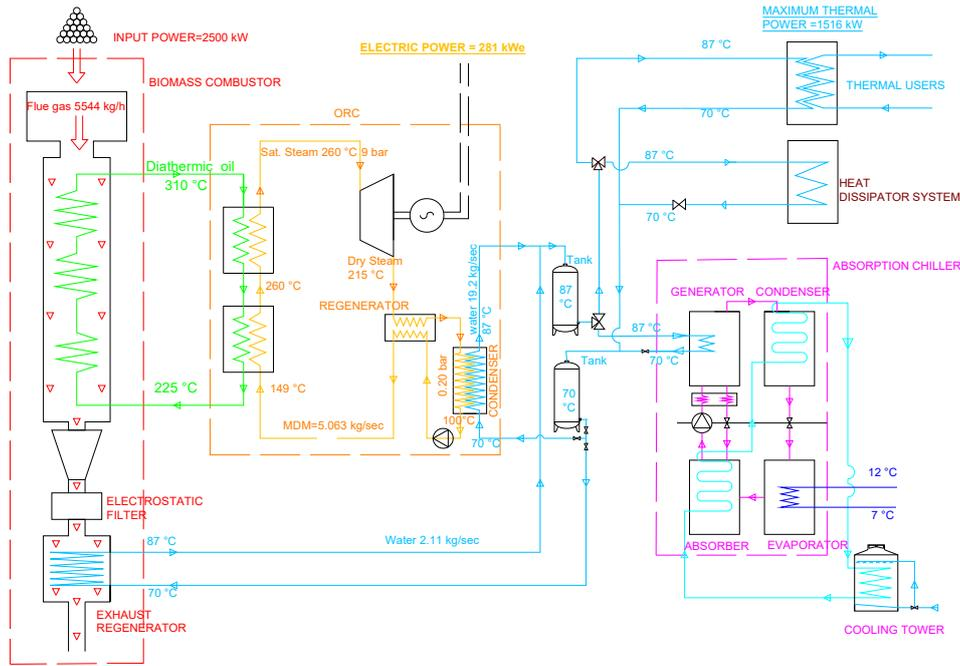 MAXIMUM THERMAL
POWER =1516 kW
INPUT POWER=2500 kW
ELECTRIC POWER = 281 kWe
87 °C
BIOMASS COMBUSTOR
THERMAL USERS
Flue gas 5544 kg/h
ORC
70 °C
Sat. Steam 260 °C 9 bar
87 °C
Diathermic oil
310 °C
HEAT
DISSIPATOR SYSTEM
70 °C
Dry Steam
215 °C
water 19.2 kg/sec
87 °C
Tank
87
°C
ABSORPTION CHILLER
260 °C
GENERATOR
CONDENSER
REGENERATOR
87 °C
70 °C
Tank
0.20 bar
CONDENSER
225 °C
149 °C
70
°C
MDM=5.063 kg/sec
100°C
70 °C
12 °C
7 °C
ELECTROSTATIC
FILTER
87 °C
Water 2.11 kg/sec
ABSORBER
EVAPORATOR
70 °C
EXHAUST
REGENERATOR
COOLING TOWER